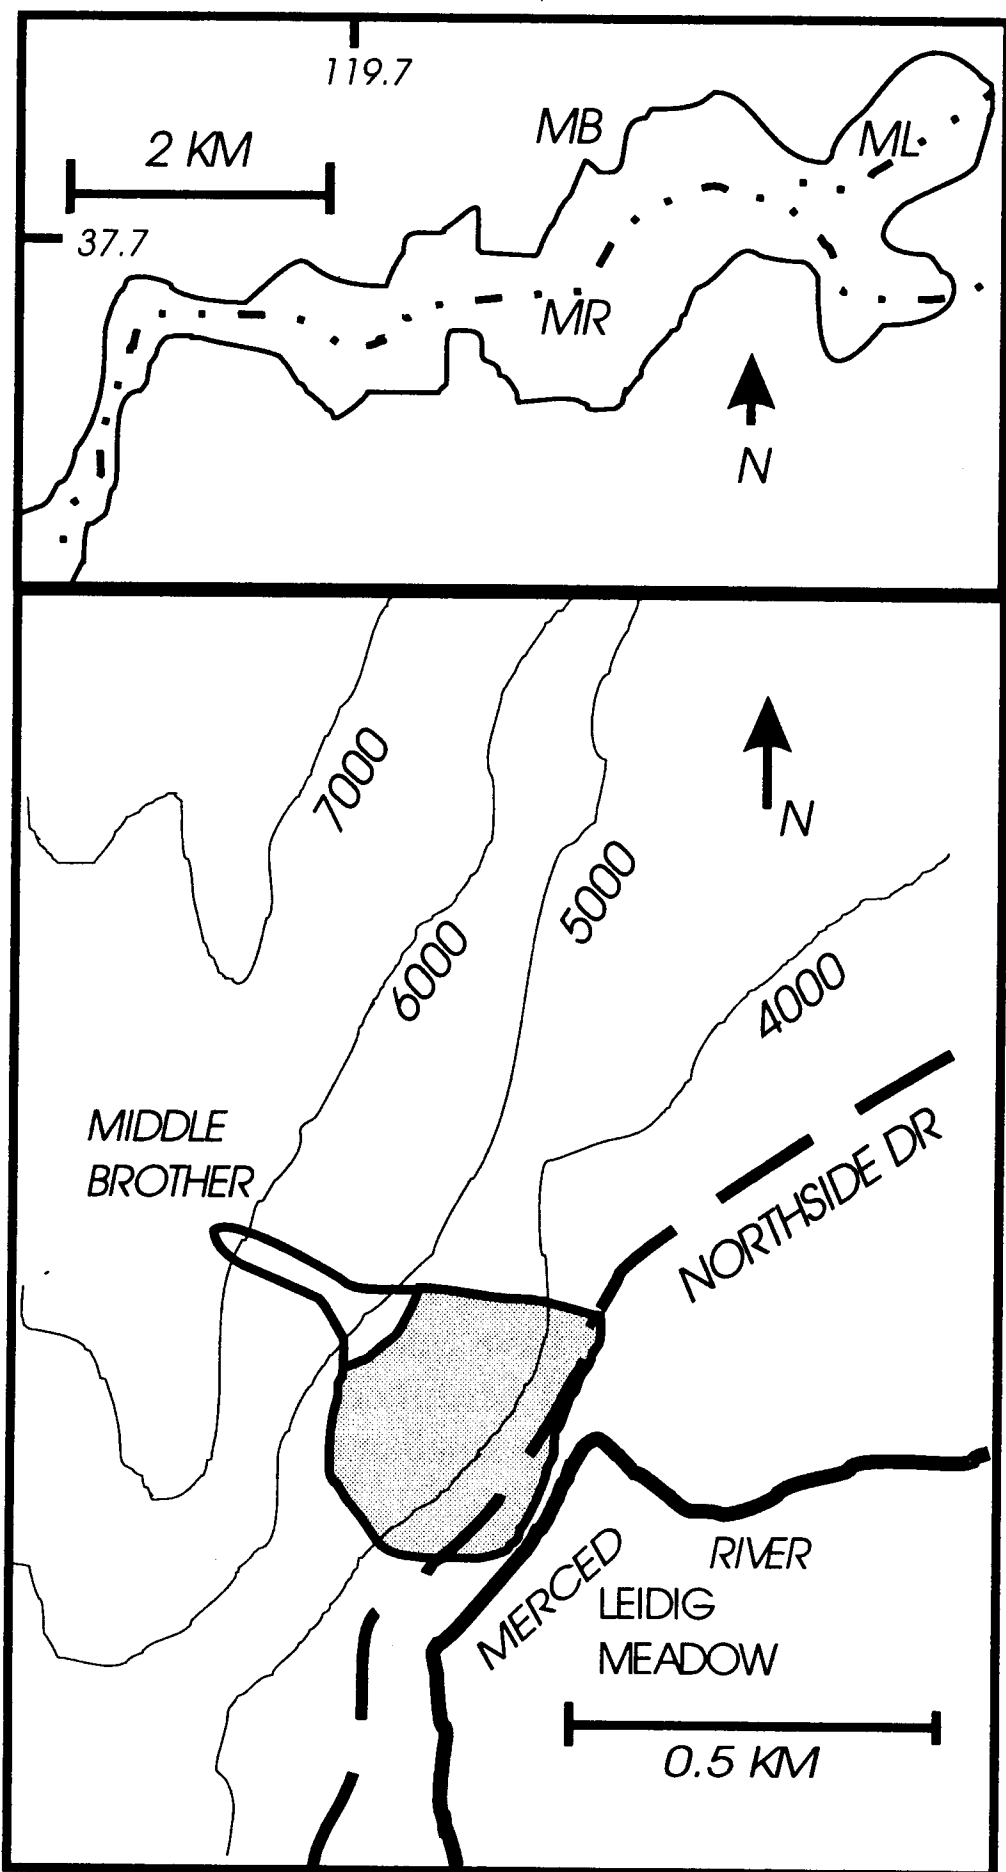 119.7
2 KM
MB
ML
37.7
MR
N
7000
N
5000
6000
4000
MIDDLE
BROTHER
NORTHSIDE DR
MERCED
RIVER
LEIDIG
MEADOW
0.5 KM